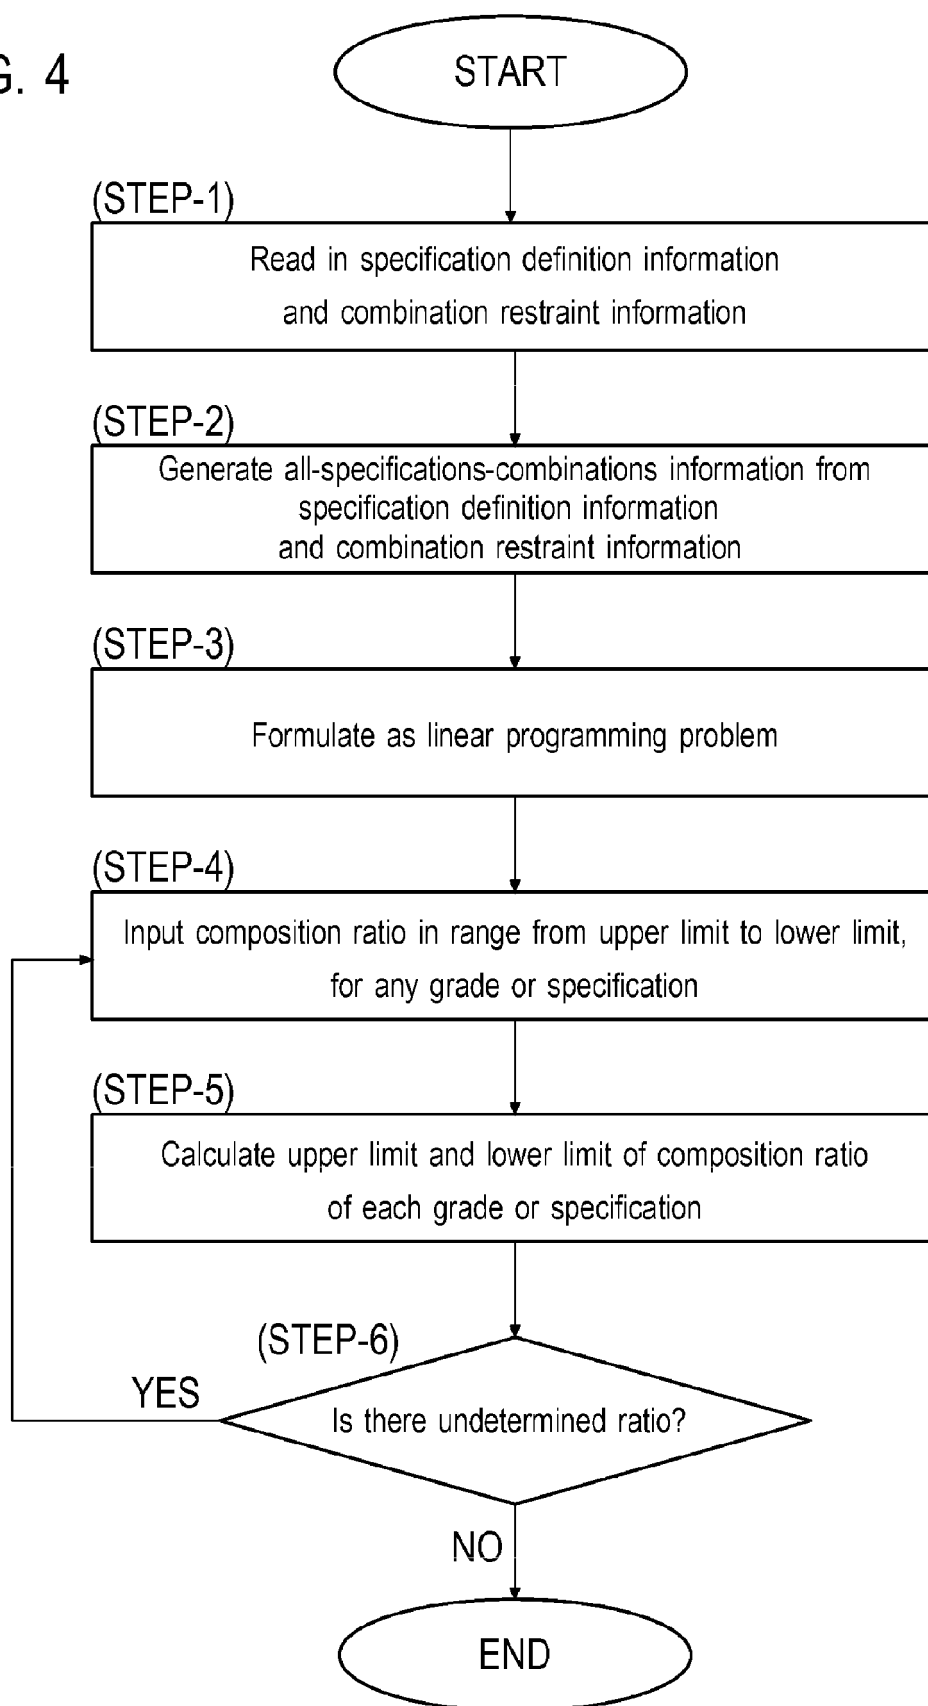 G. 4
START
(STEP-1)
Read in specification definition information
and combination restraint information
(STEP-2)
Generate all-specifications-combinations information from
specification definition information
and combination restraint information
(STEP-3)
Formulate as linear programming problem
(STEP-4)
Input composition ratio in range from upper limit to lower limit,
for any grade or specification
(STEP-5)
Calculate upper limit and lower limit of composition ratio
of each grade or specification
(STEP-6)
YES
Is there undetermined ratio?
NO
END